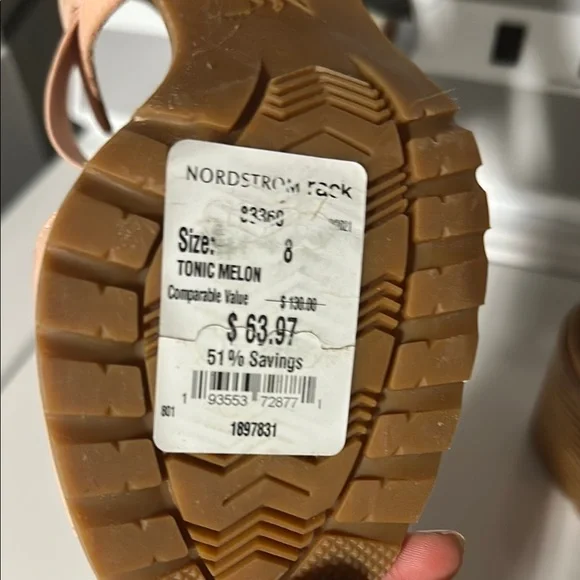 NORDSTROM rack
Size: 8
TONIC MELON
Comparable Value $ 130.00
$ 63.97
51% Savings
801
1 93553 72877 1
1897831